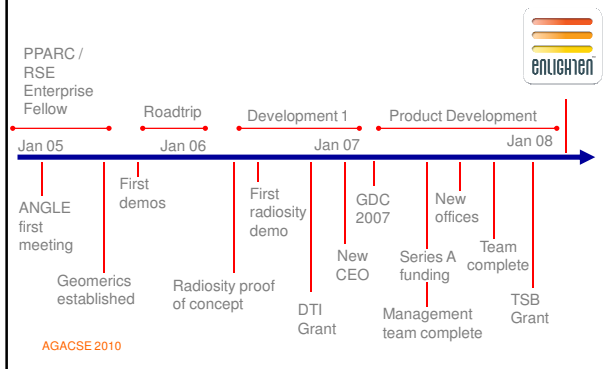 PPARC /
RSE
Enterprise
Fellow
Roadtrip
Development 1
Product Development
ENLIGHTEN™
Jan 05
Jan 06
Jan 07
Jan 08
ANGLE
first
meeting
Geomerics
established
First
demos
Radiosity proof
of concept
First
radiosity
demo
DTI
Grant
New
CEO
GDC
2007
Series A
funding
Management
team complete
New
offices
Team
complete
TSB
Grant
AGACSE 2010